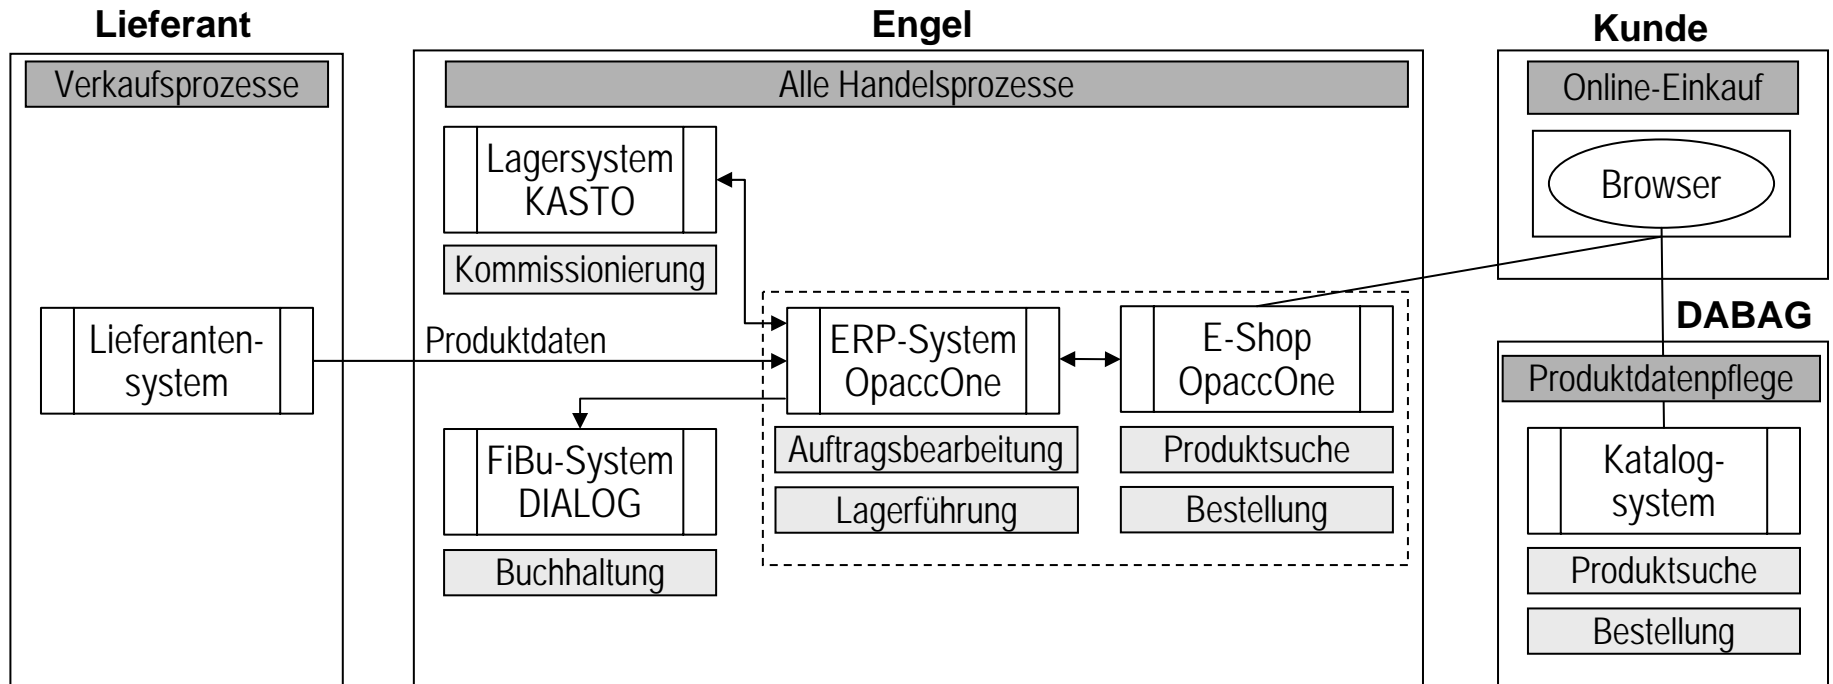 Lieferant
Verkaufsprozesse
Lieferanten-
system
Produktdaten
Engel
Alle Handelsprozesse
Lagersystem
KASTO
Kommissionierung
FiBu-System
DIALOG
Buchhaltung
ERP-System
OpaccOne
Auftragsbearbeitung
Lagerführung
E-Shop
OpaccOne
Produktsuche
Bestellung
Kunde
Online-Einkauf
Browser
DABAG
Produktdatenpflege
Katalog-
system
Produktsuche
Bestellung